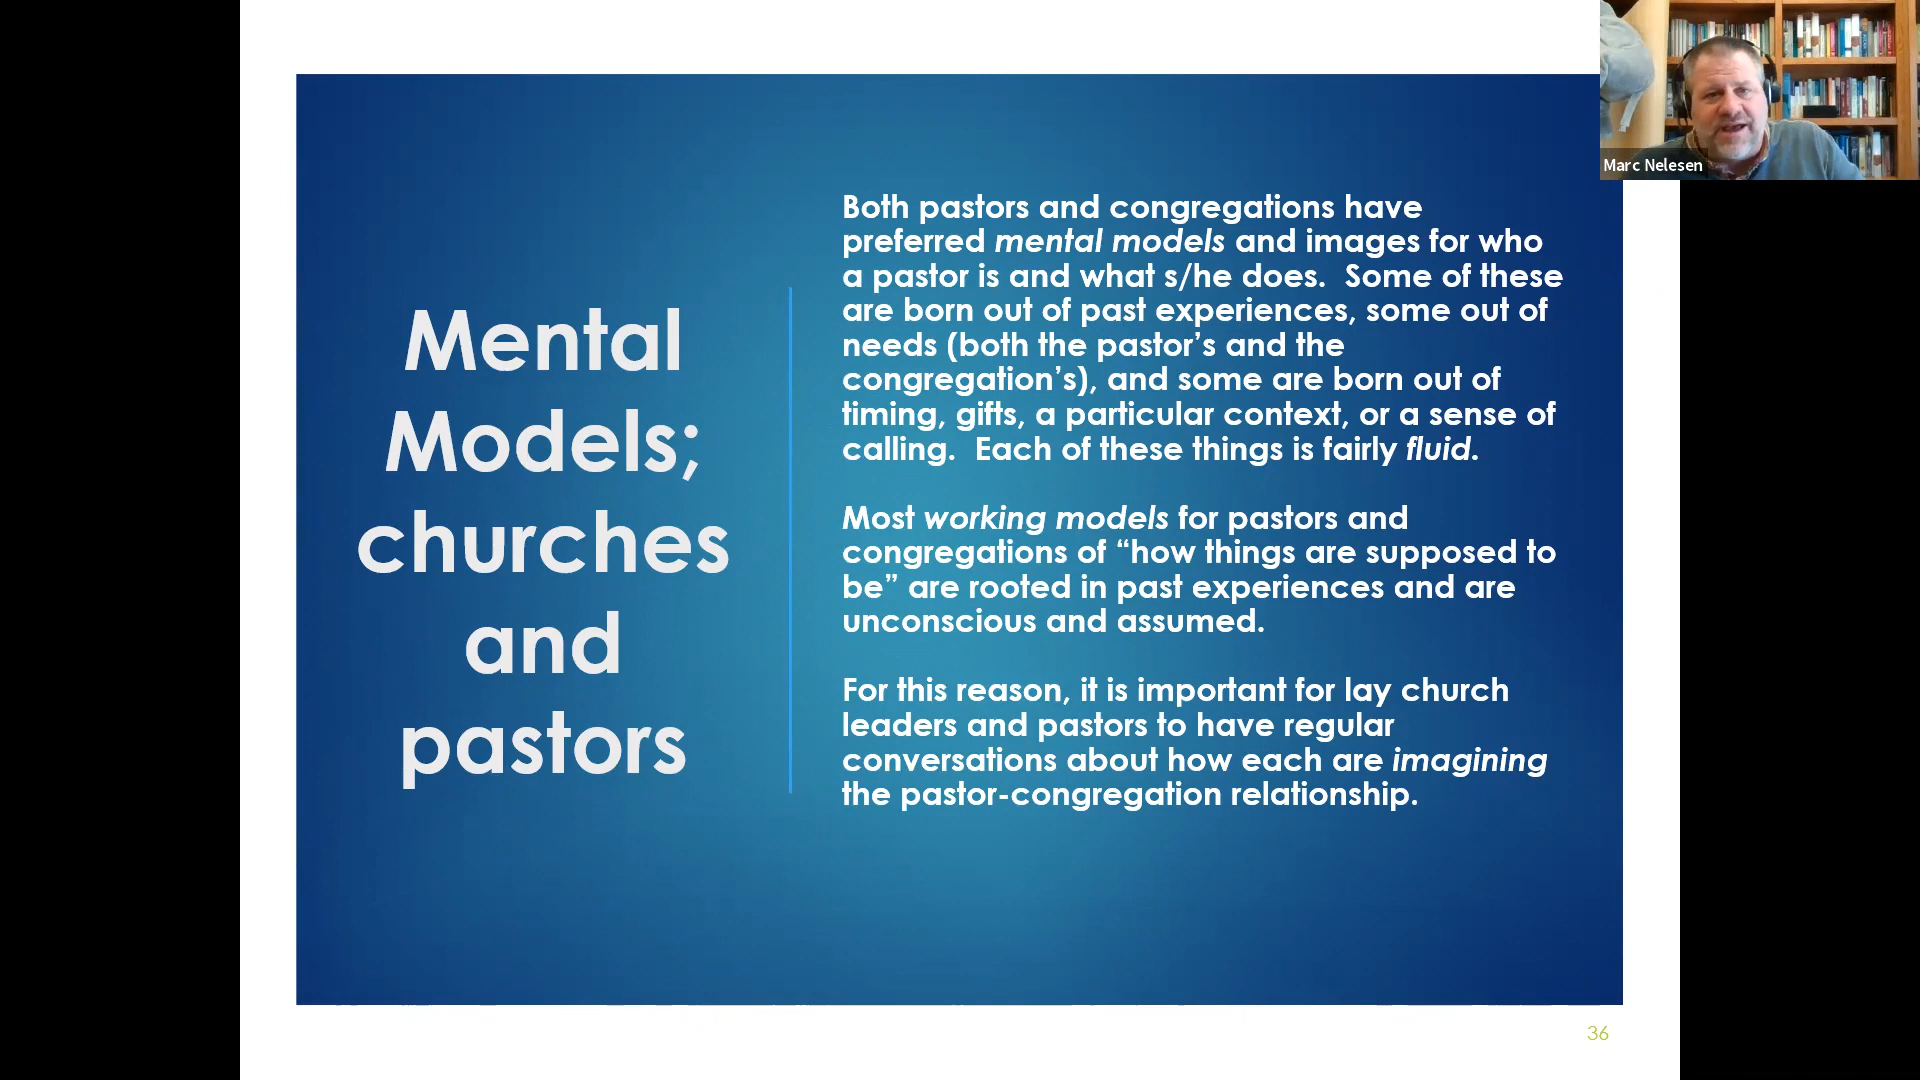 Marc Nelesen
Mental
Models;
churches
and
pastors
Both pastors and congregations have
preferred mental models and images for who
a pastor is and what s/he does.  Some of these
are born out of past experiences, some out of
needs (both the pastor’s and the
congregation’s), and some are born out of
timing, gifts, a particular context, or a sense of
calling.  Each of these things is fairly fluid.
Most working models for pastors and
congregations of “how things are supposed to
be” are rooted in past experiences and are
unconscious and assumed.
For this reason, it is important for lay church
leaders and pastors to have regular
conversations about how each are imagining
the pastor-congregation relationship.
36